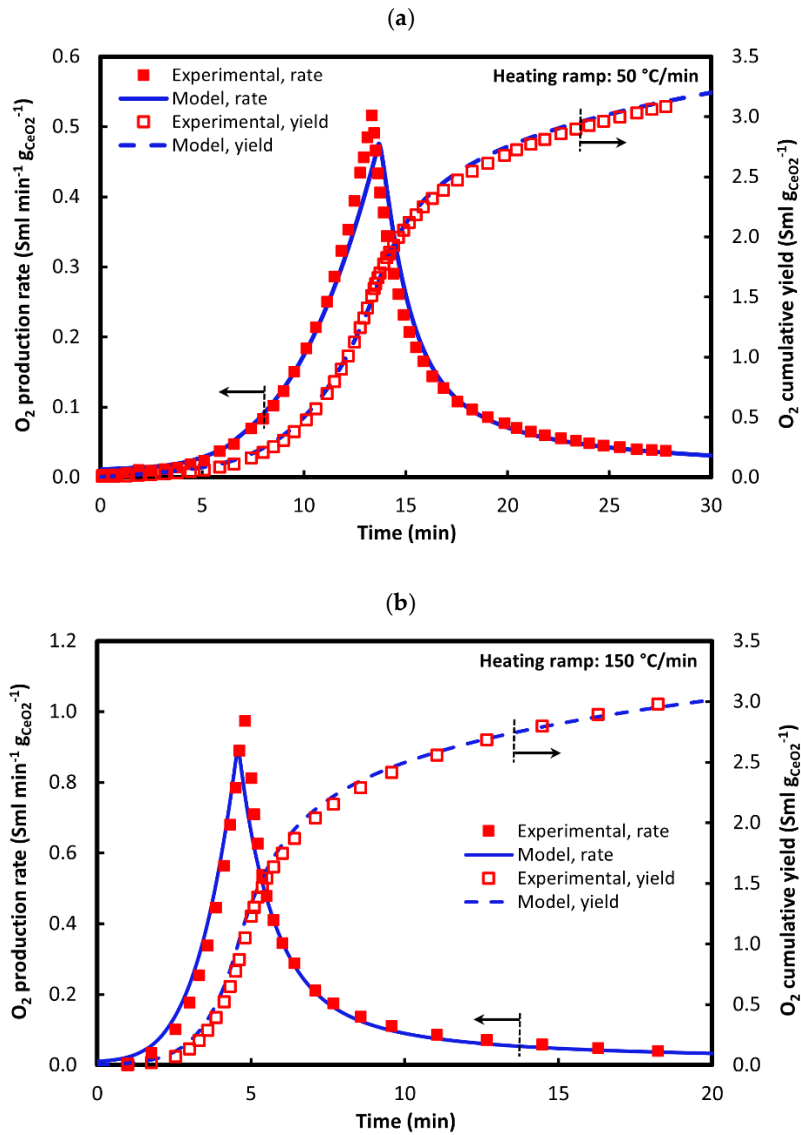 (a)
Heating ramp: 50 °C/min
Experimental, rate
Model, rate
Experimental, yield
Model, yield
O2 production rate (Sml min-1 gCeO2-1)
0.6
0.5
0.4
0.3
0.2
0.1
0.0
O2 cumulative yield (Sml gCeO2-1)
3.5
3.0
2.5
2.0
1.5
1.0
0.5
0.0
0 5 10 15 20 25 30
Time (min)
(b)
Heating ramp: 150 °C/min
O2 production rate (Sml min-1 gCeO2-1)
1.2
1.0
0.8
0.6
0.4
0.2
0.0
Experimental, rate
Model, rate
Experimental, yield
Model, yield
O2 cumulative yield (Sml gCeO2-1)
3.5
3.0
2.5
2.0
1.5
1.0
0.5
0.0
0 5 10 15 20
Time (min)